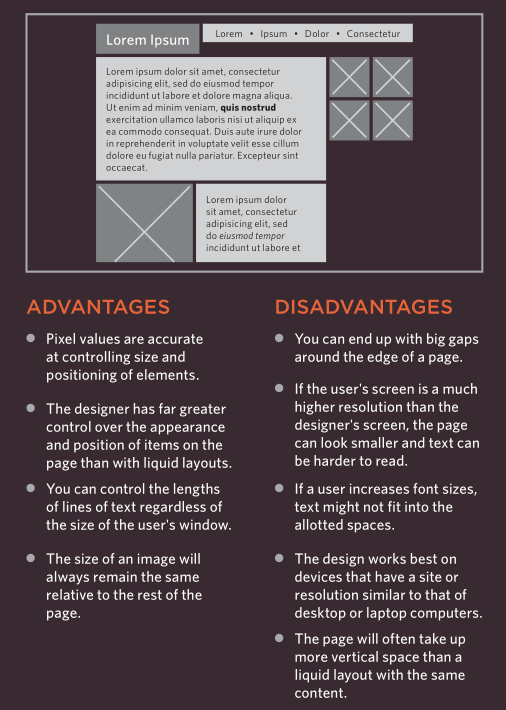 Lorem Ipsum
Lorem • Ipsum • Dolor • Consectetur
Lorem ipsum dolor sit amet, consectetur
adipisicing elit, sed do eiusmod tempor
incididunt ut labore et dolore magna aliqua.
Ut enim ad minim veniam, quis nostrud
exercitation ullamco laboris nisi ut aliquip ex
ea commodo consequat. Duis aute irure dolor
in reprehenderit in voluptate velit esse cillum
dolore eu fugiat nulla pariatur. Excepteur sint
occaecat.
Lorem ipsum dolor
sit amet, consectetur
adipisicing elit, sed
do eiusmod tempor
incididunt ut labore et
ADVANTAGES
Pixel values are accurate
at controlling size and
positioning of elements.
The designer has far greater
control over the appearance
and position of items on the
page than with liquid layouts.
You can control the lengths
of lines of text regardless of
the size of the user's window.
The size of an image will
always remain the same
relative to the rest of the
page.
DISADVANTAGES
You can end up with big gaps
around the edge of a page.
If the user's screen is a much
higher resolution than the
designer's screen, the page
can look smaller and text can
be harder to read.
If a user increases font sizes,
text might not fit into the
allotted spaces.
The design works best on
devices that have a site or
resolution similar to that of
desktop or laptop computers.
The page will often take up
more vertical space than a
liquid layout with the same
content.